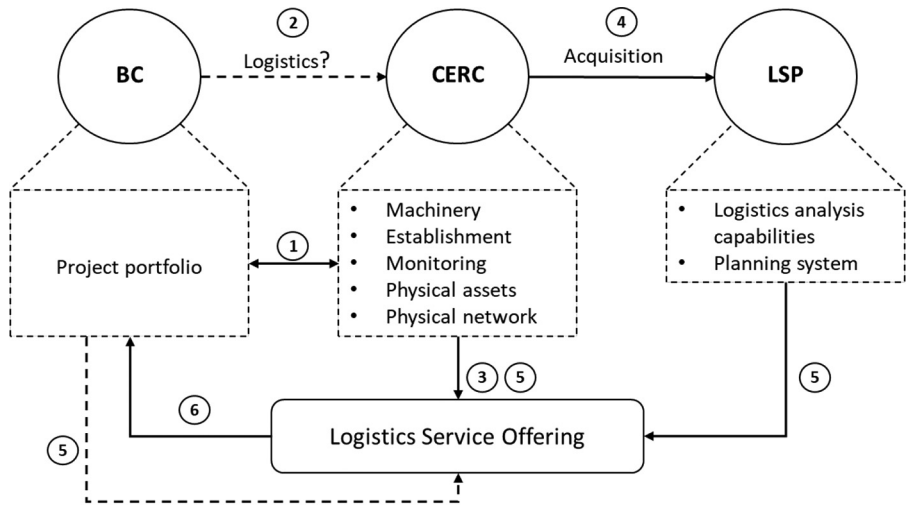 2
4
BC
Logistics?
CERC
Acquisition
LSP
Project portfolio
1
• Machinery
• Establishment
• Monitoring
• Physical assets
• Physical network
• Logistics analysis
capabilities
• Planning system
3 5
5
6
5
Logistics Service Offering